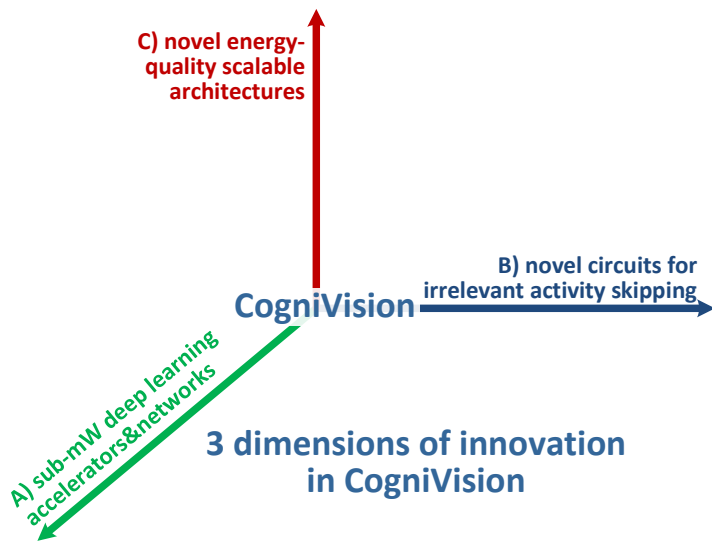 C) novel energy-
quality scalable
architectures
B) novel circuits for
irrelevant activity skipping
CogniVision
A) sub-mW deep learning
accelerators&networks
3 dimensions of innovation
in CogniVision